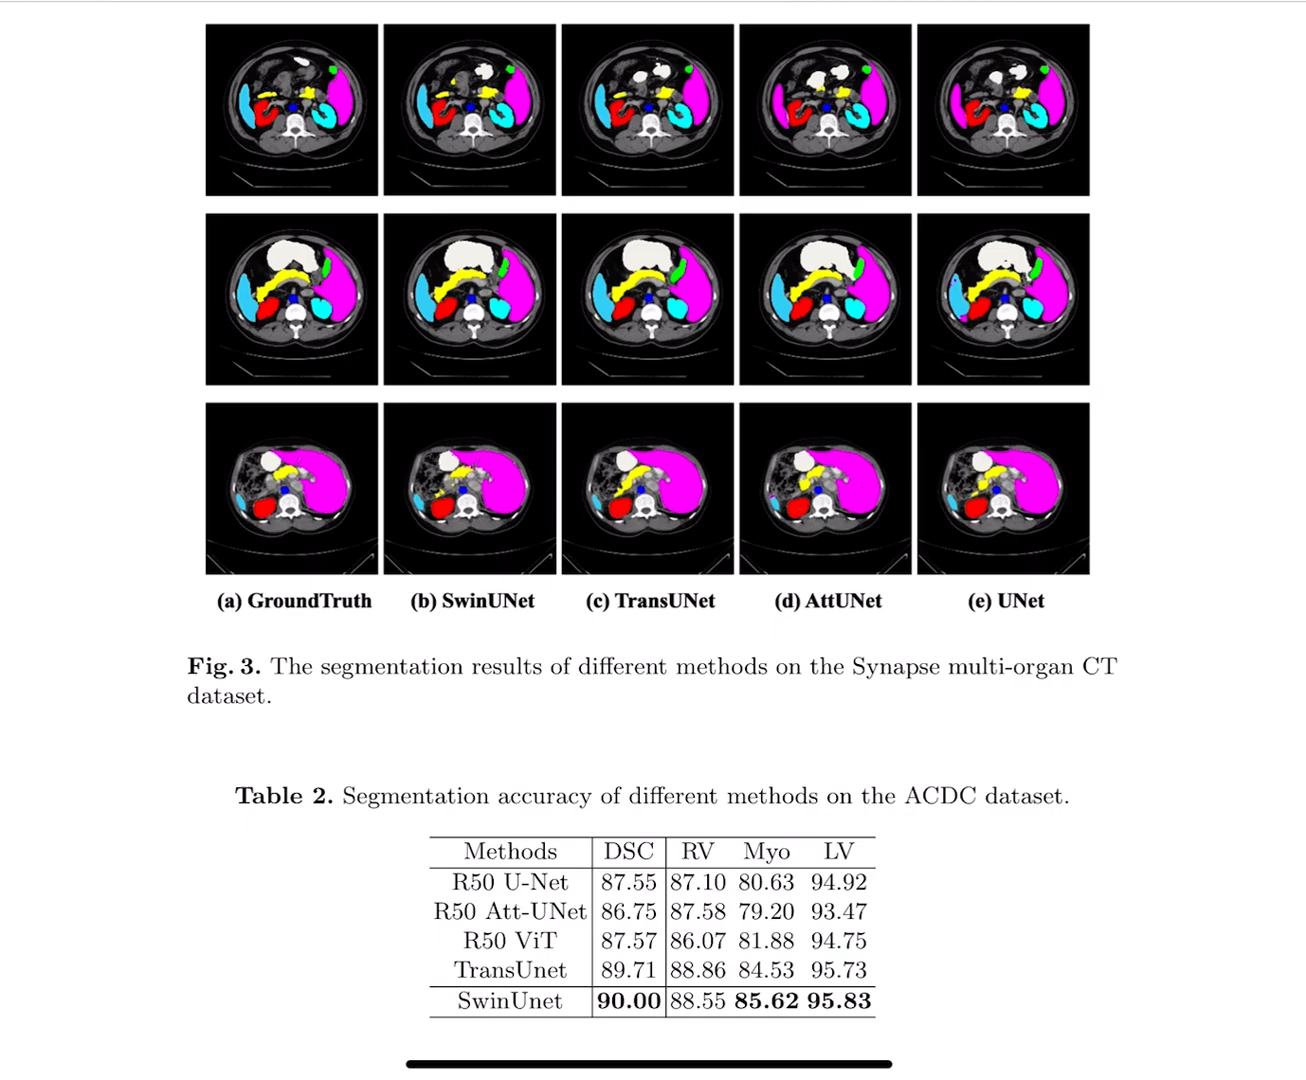 (a) GroundTruth (b) SwinUNet (c) TransUNet (d) AttUNet (e) UNet
Fig. 3. The segmentation results of different methods on the Synapse multi-organ CT
dataset.
Table 2. Segmentation accuracy of different methods on the ACDC dataset.
Methods DSC RV Myo LV
R50 U-Net 87.55 87.10 80.63 94.92
R50 Att-UNet 86.75 87.58 79.20 93.47
R50 ViT 87.57 86.07 81.88 94.75
TransUnet 89.71 88.86 84.53 95.73
SwinUnet 90.00 88.55 85.62 95.83